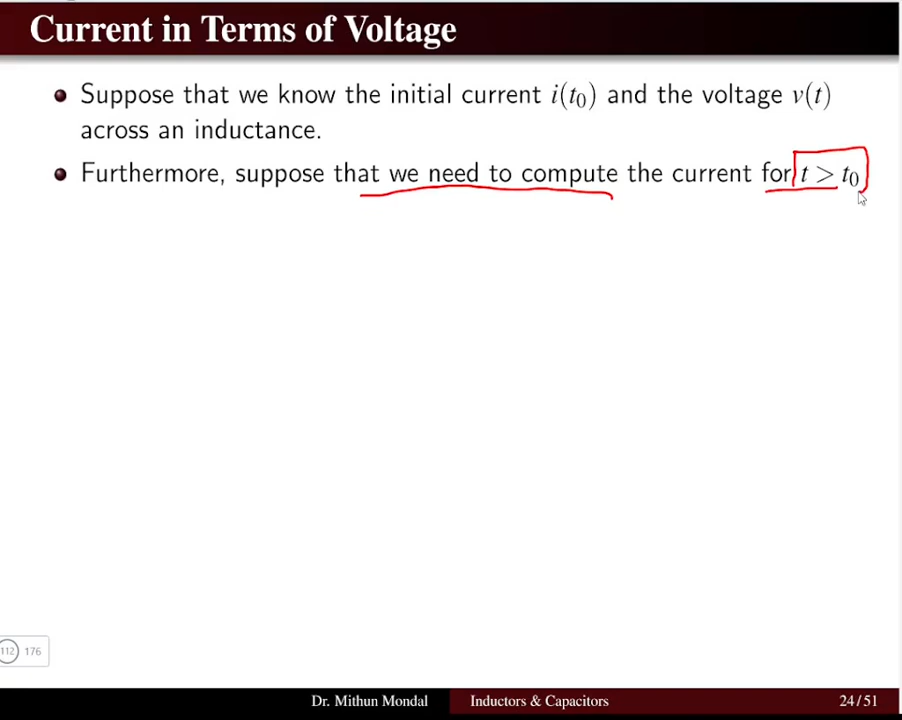 Current in Terms of Voltage
Suppose that we know the initial current i(t₀) and the voltage v(t)
across an inductance.
Furthermore, suppose that we need to compute the current for t > t₀
112 176
Dr. Mithun Mondal Inductors & Capacitors 24/51